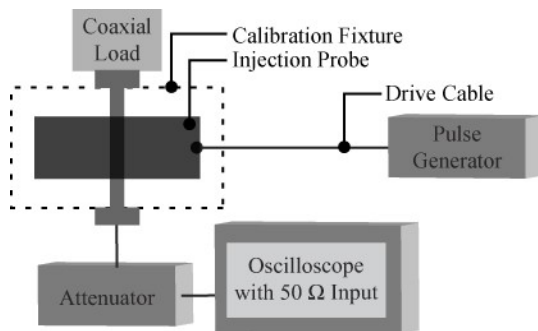 Coaxial
Load
Calibration Fixture
Injection Probe
Drive Cable
Pulse
Generator
Attenuator
Oscilloscope
with 50 Ω Input